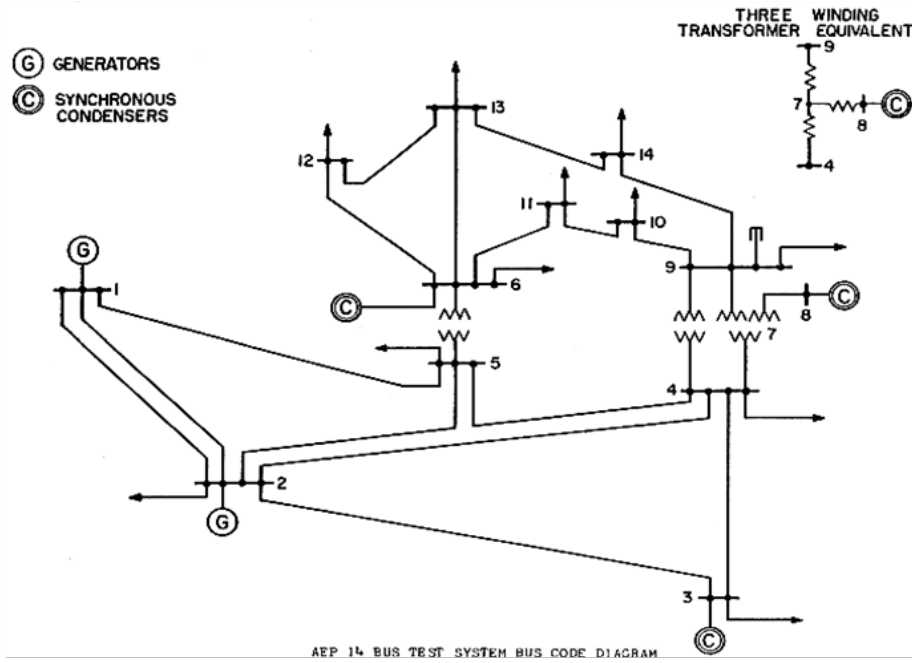 THREE WINDING
TRANSFORMER EQUIVALENT
9
7
8
C
4
G GENERATORS
C SYNCHRONOUS
CONDENSERS
13
12
14
11
10
G
1
6
C
9
8
C
7
5
4
2
G
3
C
AEP 14 BUS TEST SYSTEM BUS CODE DIAGRAM